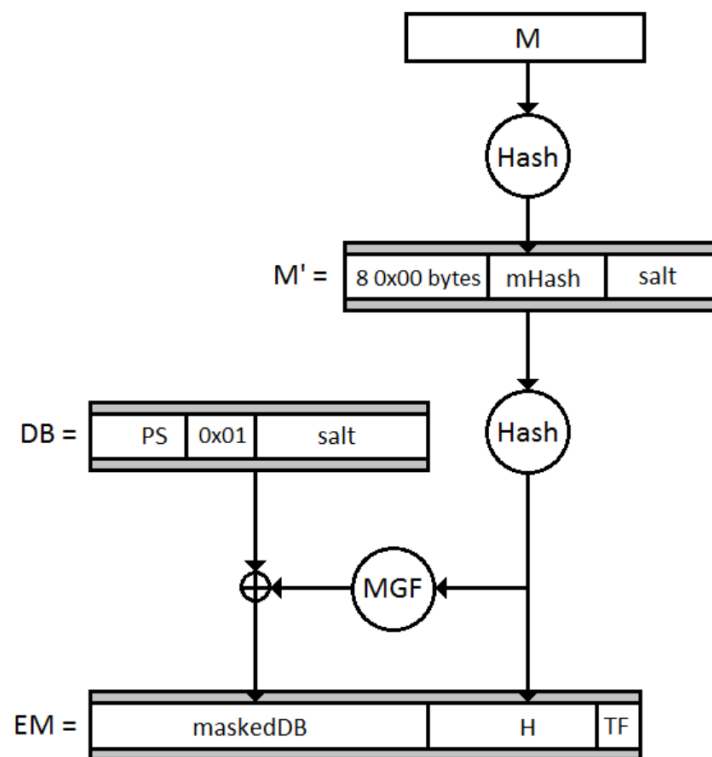 M
Hash
M' = 8 0x00 bytes mHash salt
DB = PS 0x01 salt
Hash
MGF
EM = maskedDB H TF